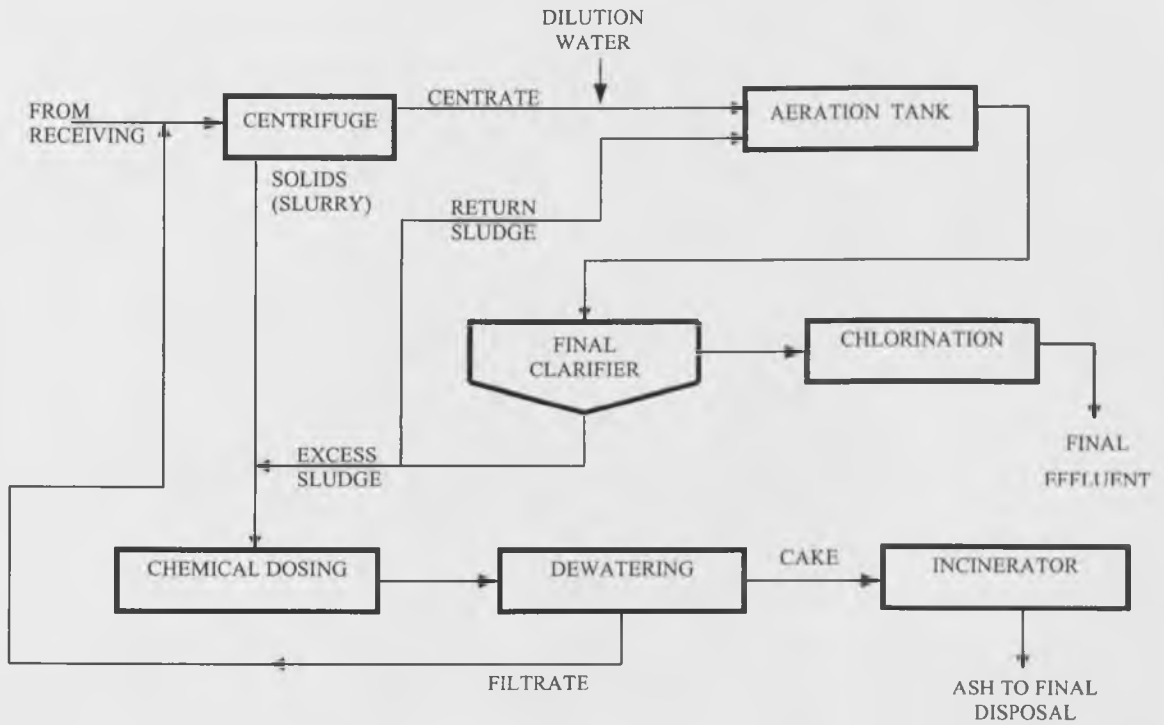 DILUTION
WATER
FROM
RECEIVING
CENTRIFUGE
CENTRATE
AERATION TANK
SOLIDS
(SLURRY)
RETURN
SLUDGE
FINAL
CLARIFIER
CHLORINATION
FINAL
EFFLUENT
EXCESS
SLUDGE
CHEMICAL DOSING
DEWATERING
CAKE
INCINERATOR
FILTRATE
ASH TO FINAL
DISPOSAL